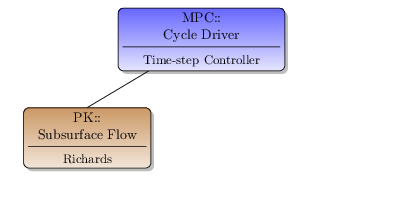 MPC::
Cycle Driver
Time-step Controller
PK::
Subsurface Flow
Richards